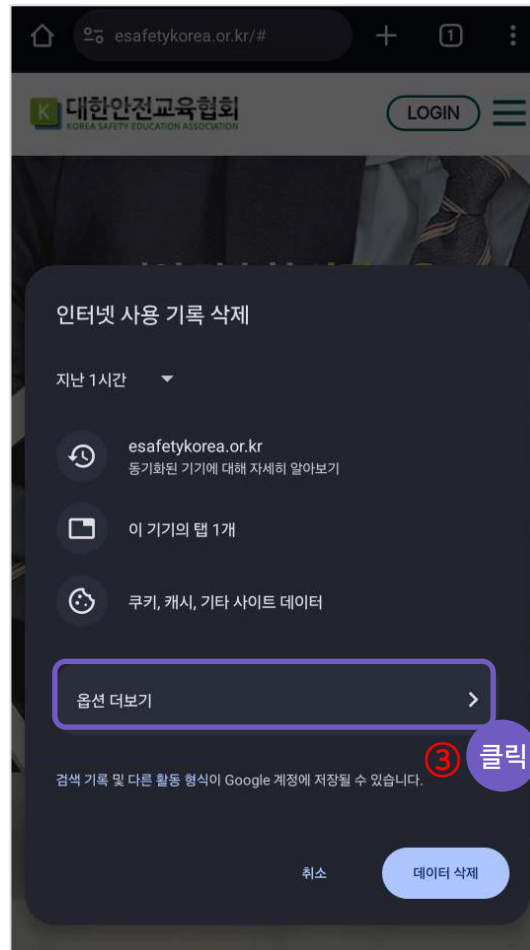 esafetykorea.or.kr/#
1
K 대한안전교육협회
KOREA SAFETY EDUCATION ASSOCIATION
LOGIN
인터넷 사용 기록 삭제
지난 1시간
esafetykorea.or.kr
동기화된 기기에 대해 자세히 알아보기
이 기기의 탭 1개
쿠키, 캐시, 기타 사이트 데이터
옵션 더보기
③ 클릭
검색 기록 및 다른 활동 형식이 Google 계정에 저장될 수 있습니다.
취소
데이터 삭제